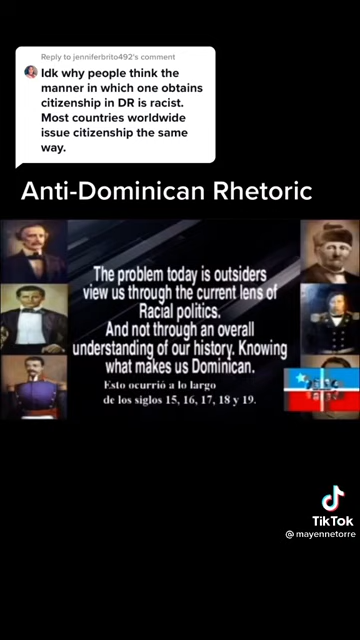 Reply to jenniferbrito492's comment
Idk why people think the
manner in which one obtains
citizenship in DR is racist.
Most countries worldwide
issue citizenship the same
way.
Anti-Dominican Rhetoric
The problem today is outsiders
view us through the current lens of
Racial politics.
And not through an overall
understanding of our history. Knowing
what makes us Dominican.
Esto ocurrió a lo largo
de los siglos 15, 16, 17, 18 y 19.
TikTok
@mayennetorre